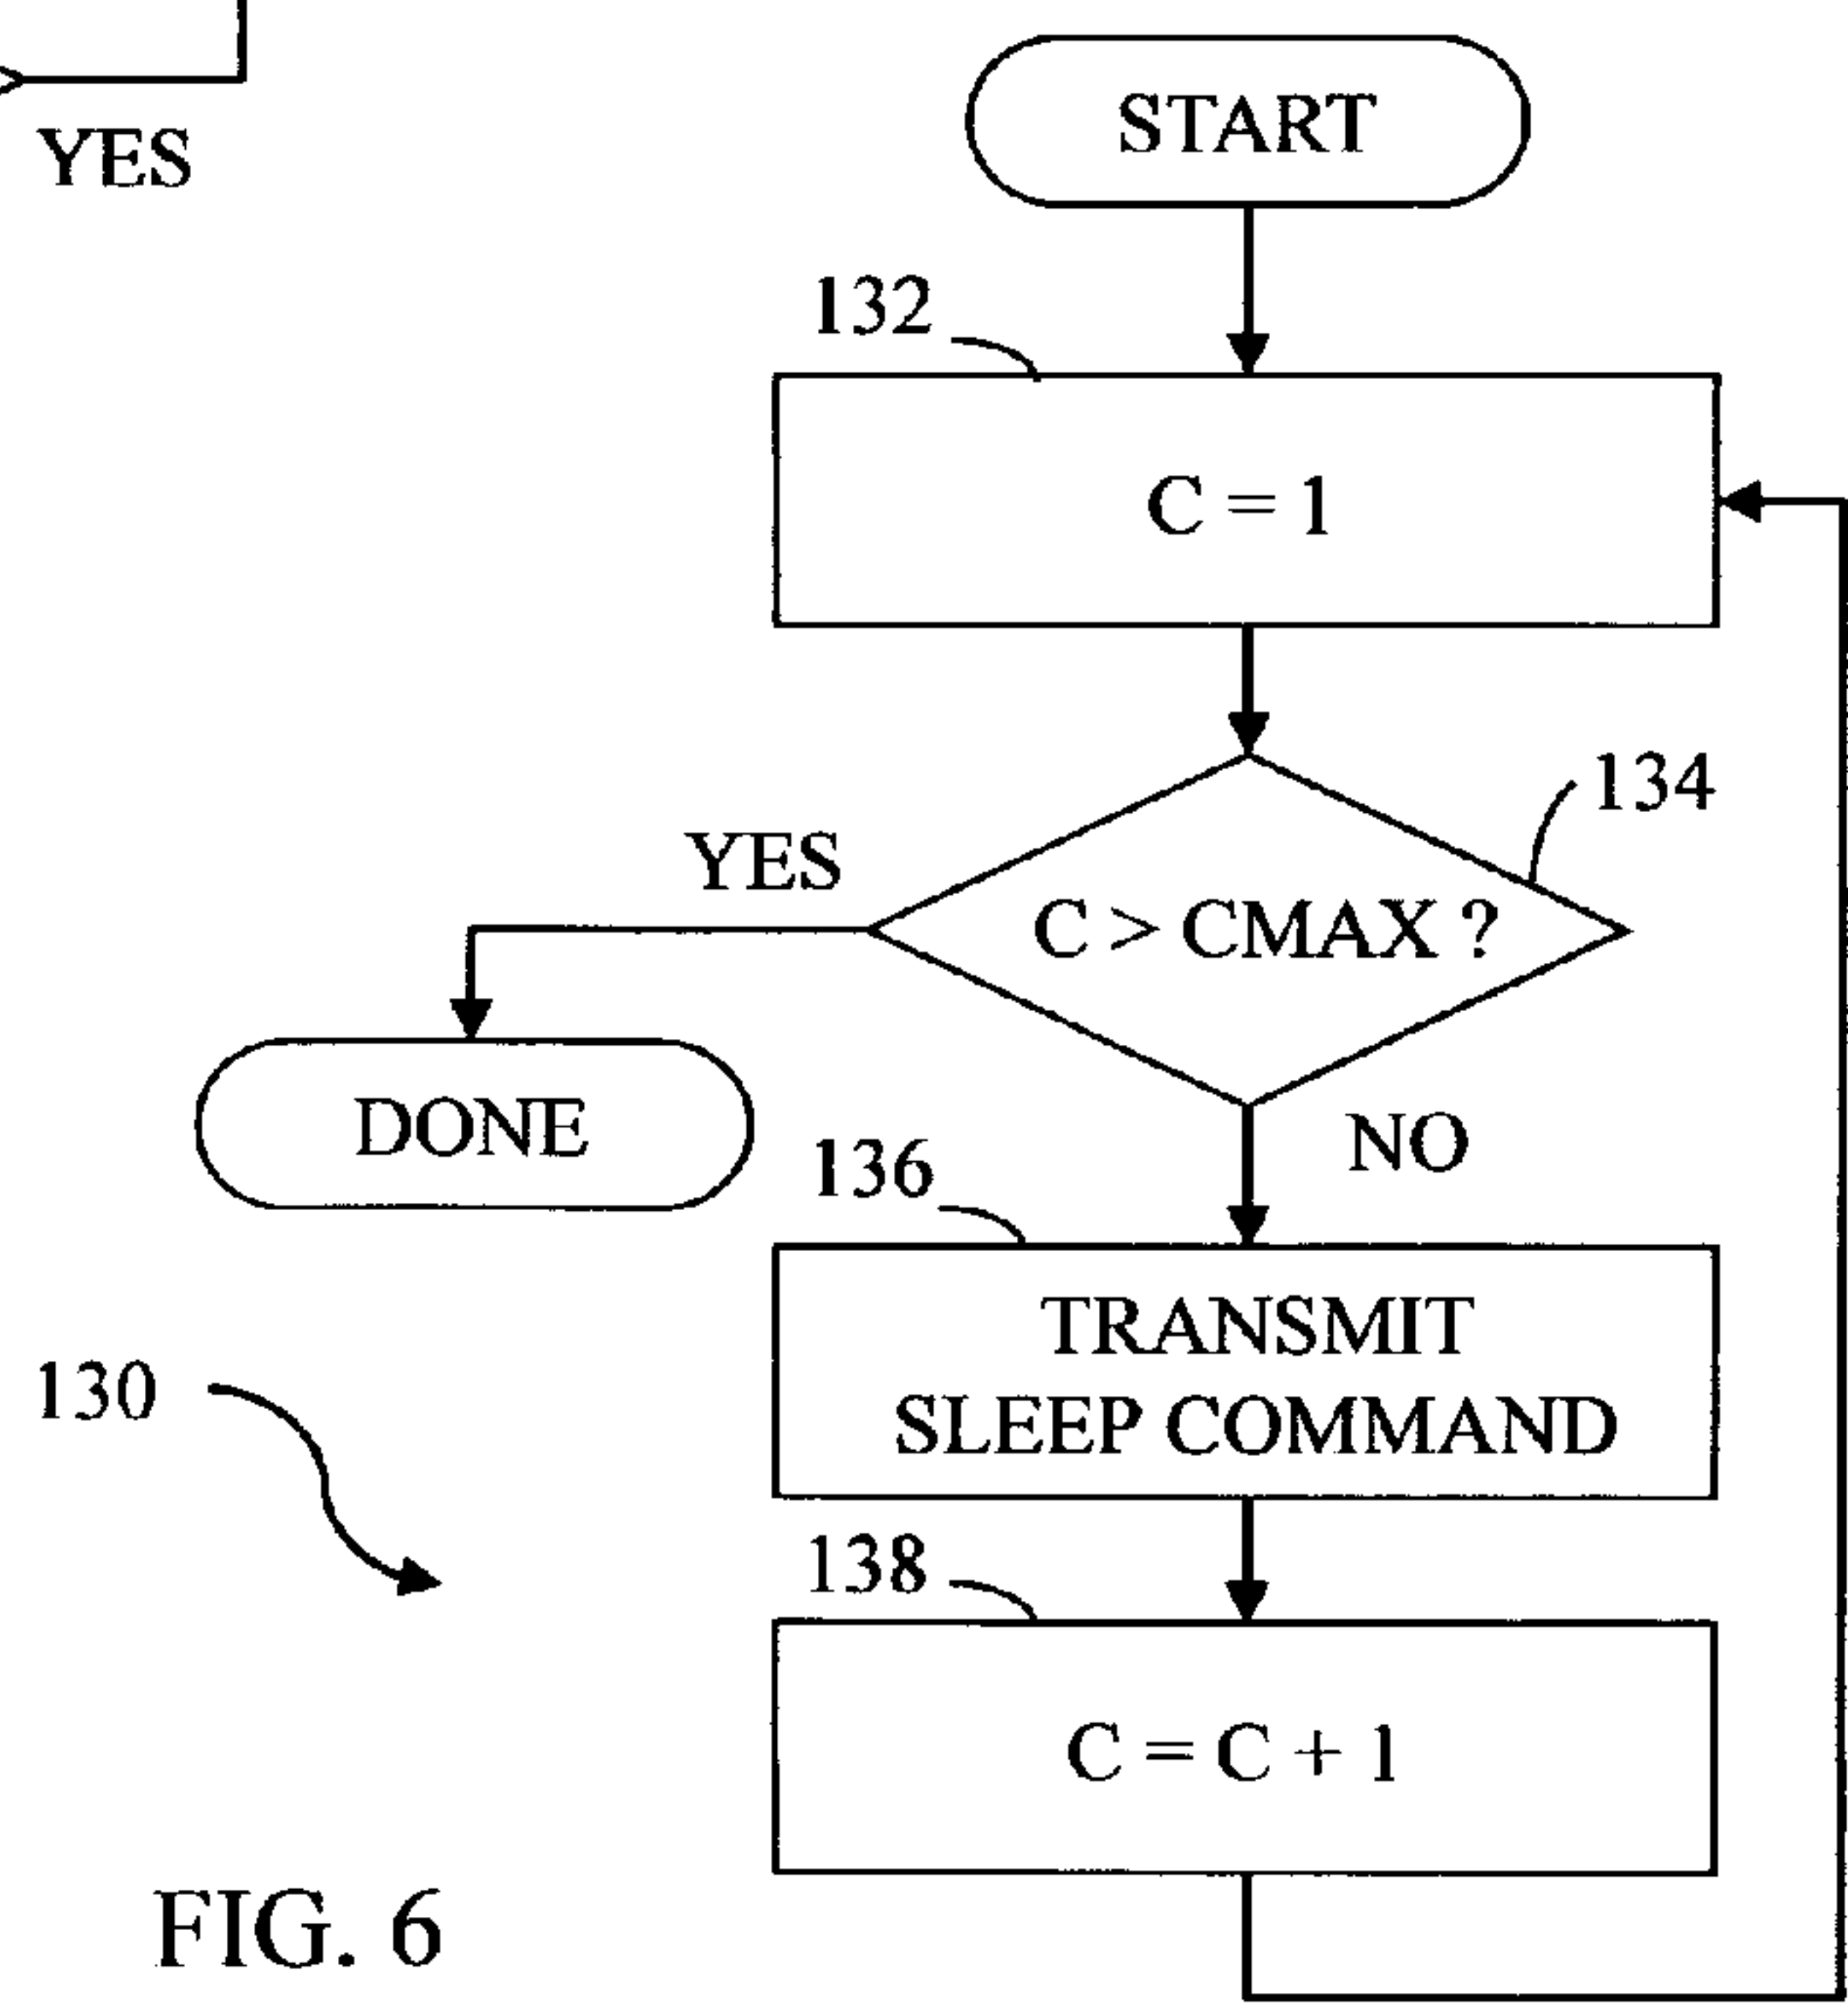 YES
START
132
C = 1
134
YES
C > CMAX ?
DONE
NO
136
TRANSMIT
SLEEP COMMAND
130
138
C = C + 1
FIG. 6